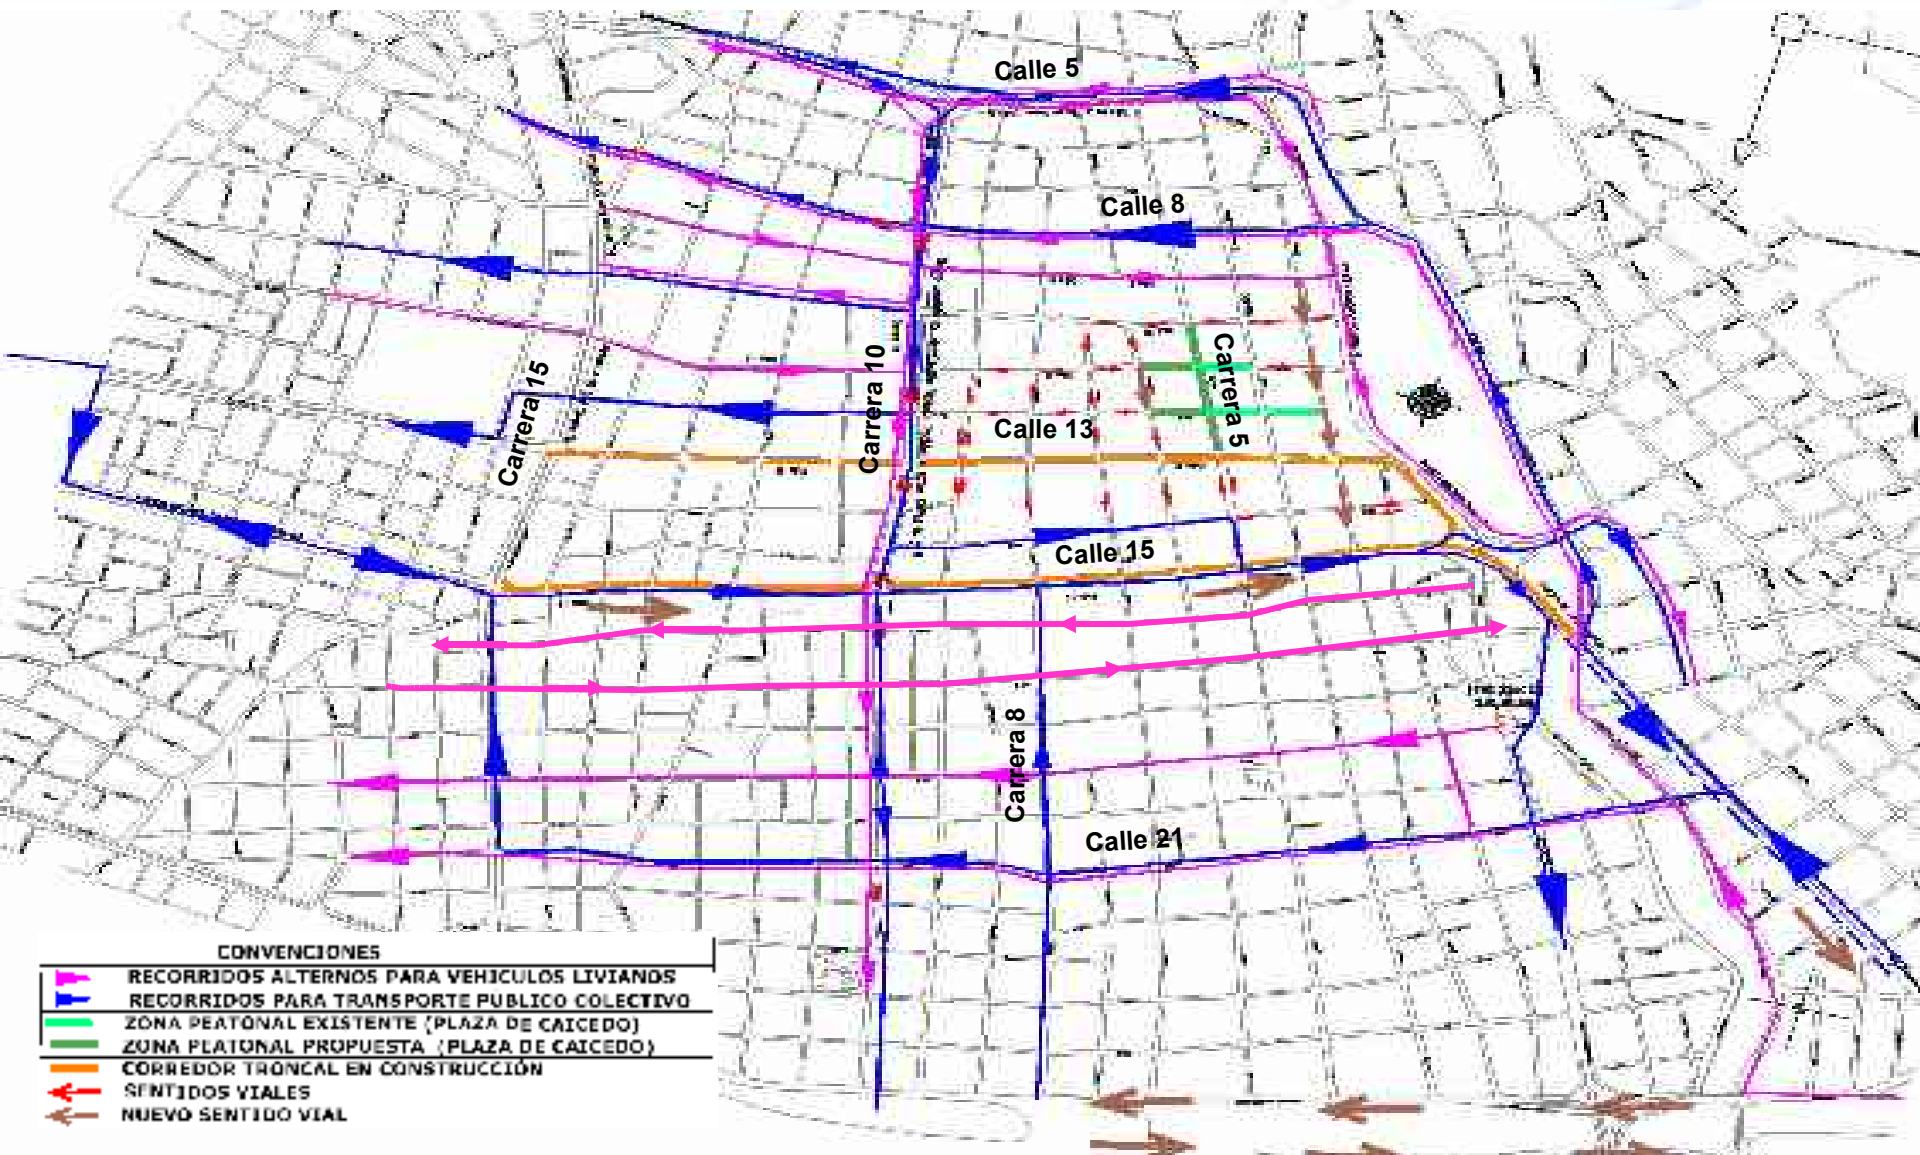 Calle 5
Calle 8
Carrera 5
Carrera 10
Carrera 15
Calle 13
Calle 15
Carrera 8
Calle 21
CONVENCIONES
RECORRIDOS ALTERNOS PARA VEHICULOS LIVIANOS
RECORRIDOS PARA TRANSPORTE PUBLICO COLECTIVO
ZONA PEATONAL EXISTENTE (PLAZA DE CAICEDO)
ZONA PEATONAL PROPUESTA (PLAZA DE CAICEDO)
CORREDOR TRONCAL EN CONSTRUCCIÓN
SENTIDOS VIALES
NUEVO SENTIDO VIAL